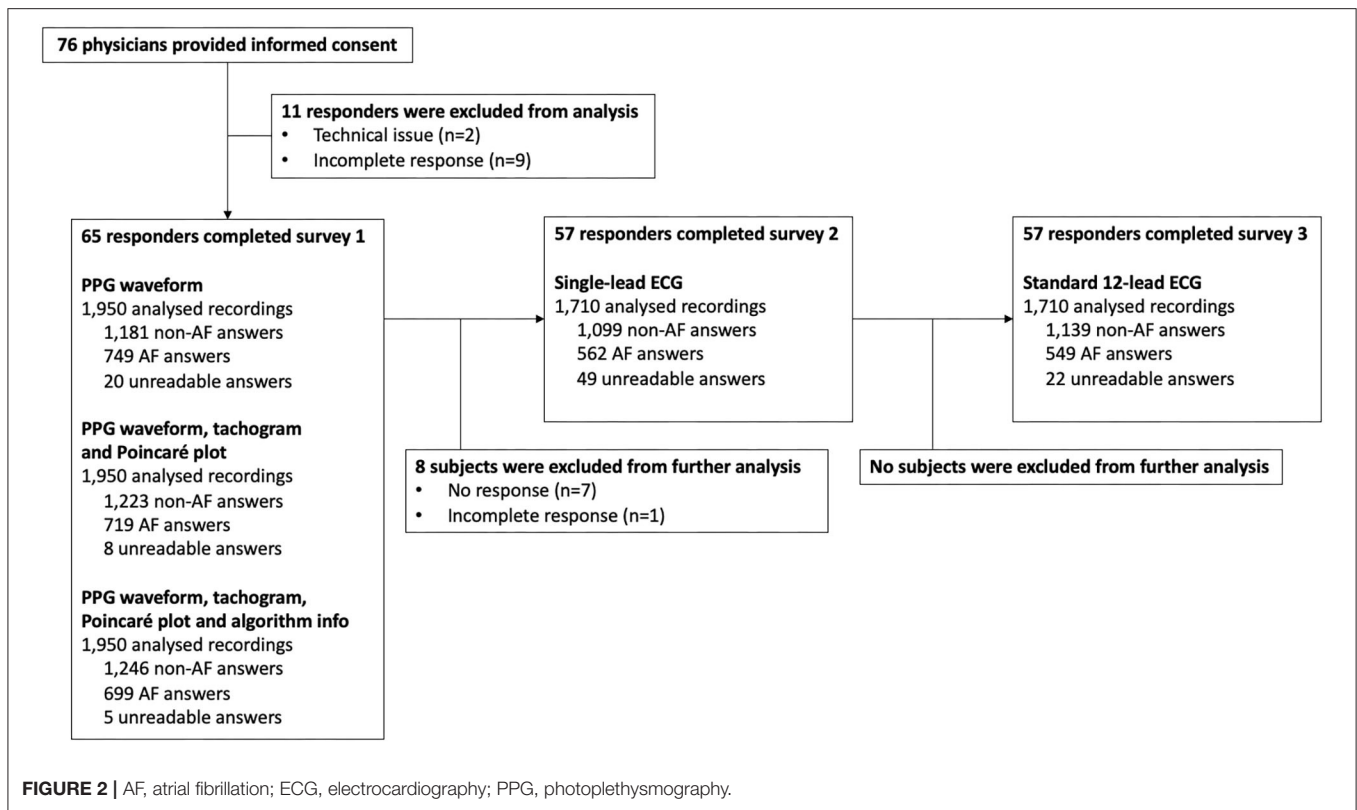 76 physicians provided informed consent
11 responders were excluded from analysis
• Technical issue (n=2)
• Incomplete response (n=9)
65 responders completed survey 1
PPG waveform
1,950 analysed recordings
1,181 non-AF answers
749 AF answers
20 unreadable answers
PPG waveform, tachogram
and Poincaré plot
1,950 analysed recordings
1,223 non-AF answers
719 AF answers
8 unreadable answers
PPG waveform, tachogram,
Poincaré plot and algorithm info
1,950 analysed recordings
1,246 non-AF answers
699 AF answers
5 unreadable answers
8 subjects were excluded from further analysis
• No response (n=7)
• Incomplete response (n=1)
57 responders completed survey 2
Single-lead ECG
1,710 analysed recordings
1,099 non-AF answers
562 AF answers
49 unreadable answers
No subjects were excluded from further analysis
57 responders completed survey 3
Standard 12-lead ECG
1,710 analysed recordings
1,139 non-AF answers
549 AF answers
22 unreadable answers
FIGURE 2 | AF, atrial fibrillation; ECG, electrocardiography; PPG, photoplethysmography.